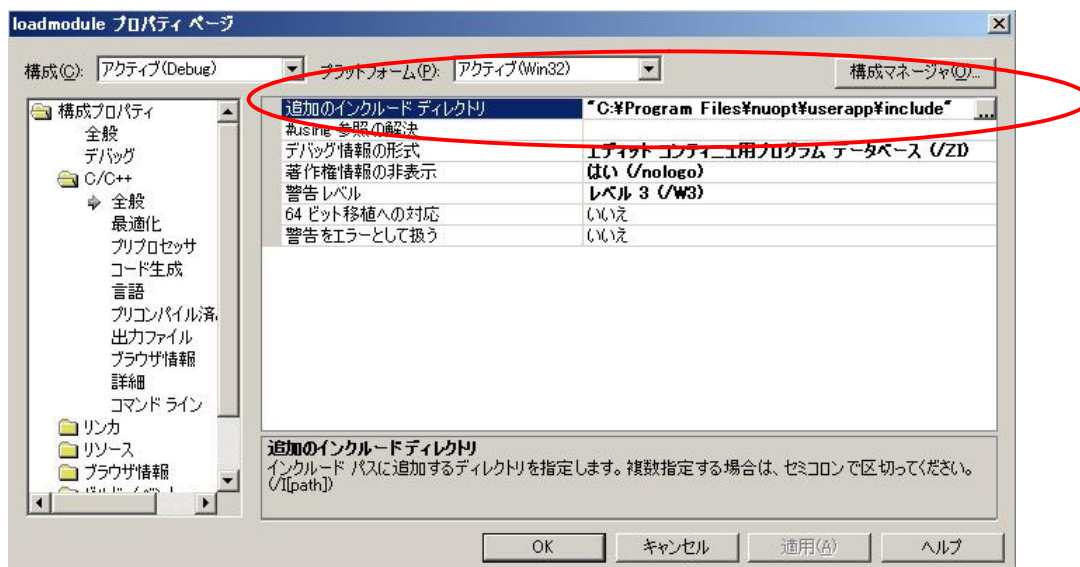 loadmodule プロパティ ページ
構成(C): アクティブ(Debug) プラットフォーム(P): アクティブ(Win32) 構成マネージャ(O)...
構成プロパティ
全般
デバッグ
C/C++
全般
最適化
プリプロセッサ
コード生成
言語
プリコンパイル済
出力ファイル
ブラウザ情報
詳細
コマンド ライン
リンカ
リソース
ブラウザ情報
ビルド イベント
追加のインクルード ディレクトリ "C:¥Program Files¥nuopt¥userapp¥include" ...
#using 参照の解決
デバッグ情報の形式 エディット コンティニュ用プログラム データベース (/ZI)
著作権情報の非表示 はい (/nologo)
警告レベル レベル 3 (/W3)
64 ビット移植への対応 いいえ
警告をエラーとして扱う いいえ
追加のインクルード ディレクトリ
インクルード パスに追加するディレクトリを指定します。複数指定する場合は、セミコロンで区切ってください。
(/I[path])
OK キャンセル 適用(A) ヘルプ